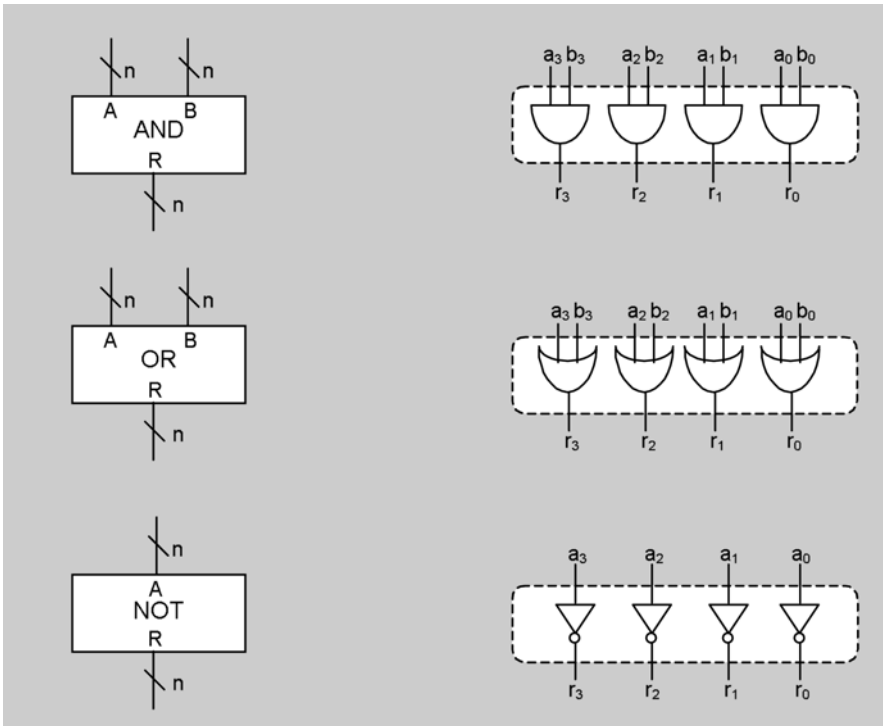 n n
A B
AND
R
n
a₃ b₃ a₂ b₂ a₁ b₁ a₀ b₀
r₃ r₂ r₁ r₀
n n
A B
OR
R
n
a₃ b₃ a₂ b₂ a₁ b₁ a₀ b₀
r₃ r₂ r₁ r₀
n
A
NOT
R
n
a₃ a₂ a₁ a₀
r₃ r₂ r₁ r₀